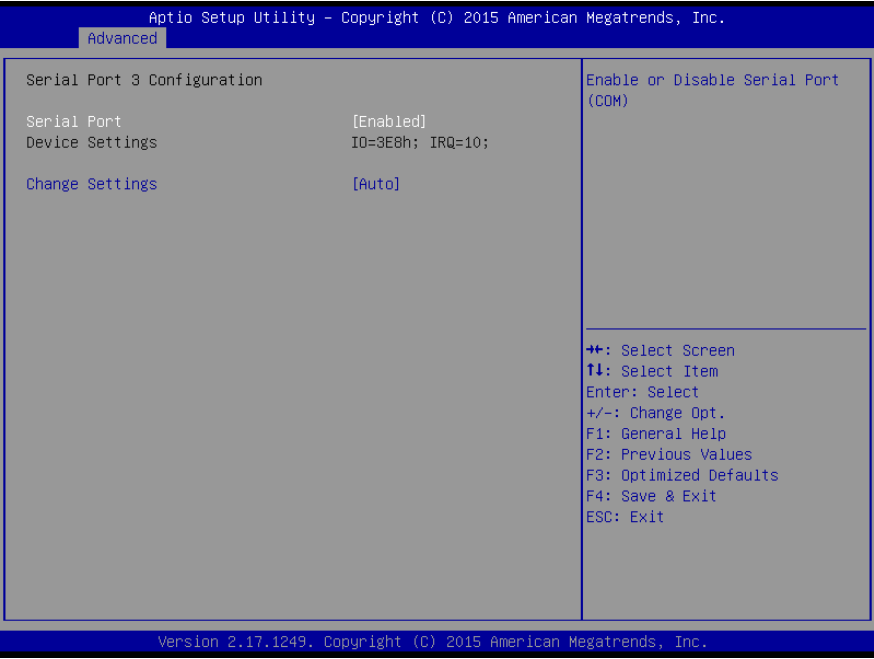 Aptio Setup Utility – Copyright (C) 2015 American Megatrends, Inc.
Advanced
Serial Port 3 Configuration
Serial Port [Enabled]
Device Settings IO=3E8h; IRQ=10;
Change Settings [Auto]
Enable or Disable Serial Port
(COM)
→←: Select Screen
↑↓: Select Item
Enter: Select
+/-: Change Opt.
F1: General Help
F2: Previous Values
F3: Optimized Defaults
F4: Save & Exit
ESC: Exit
Version 2.17.1249. Copyright (C) 2015 American Megatrends, Inc.